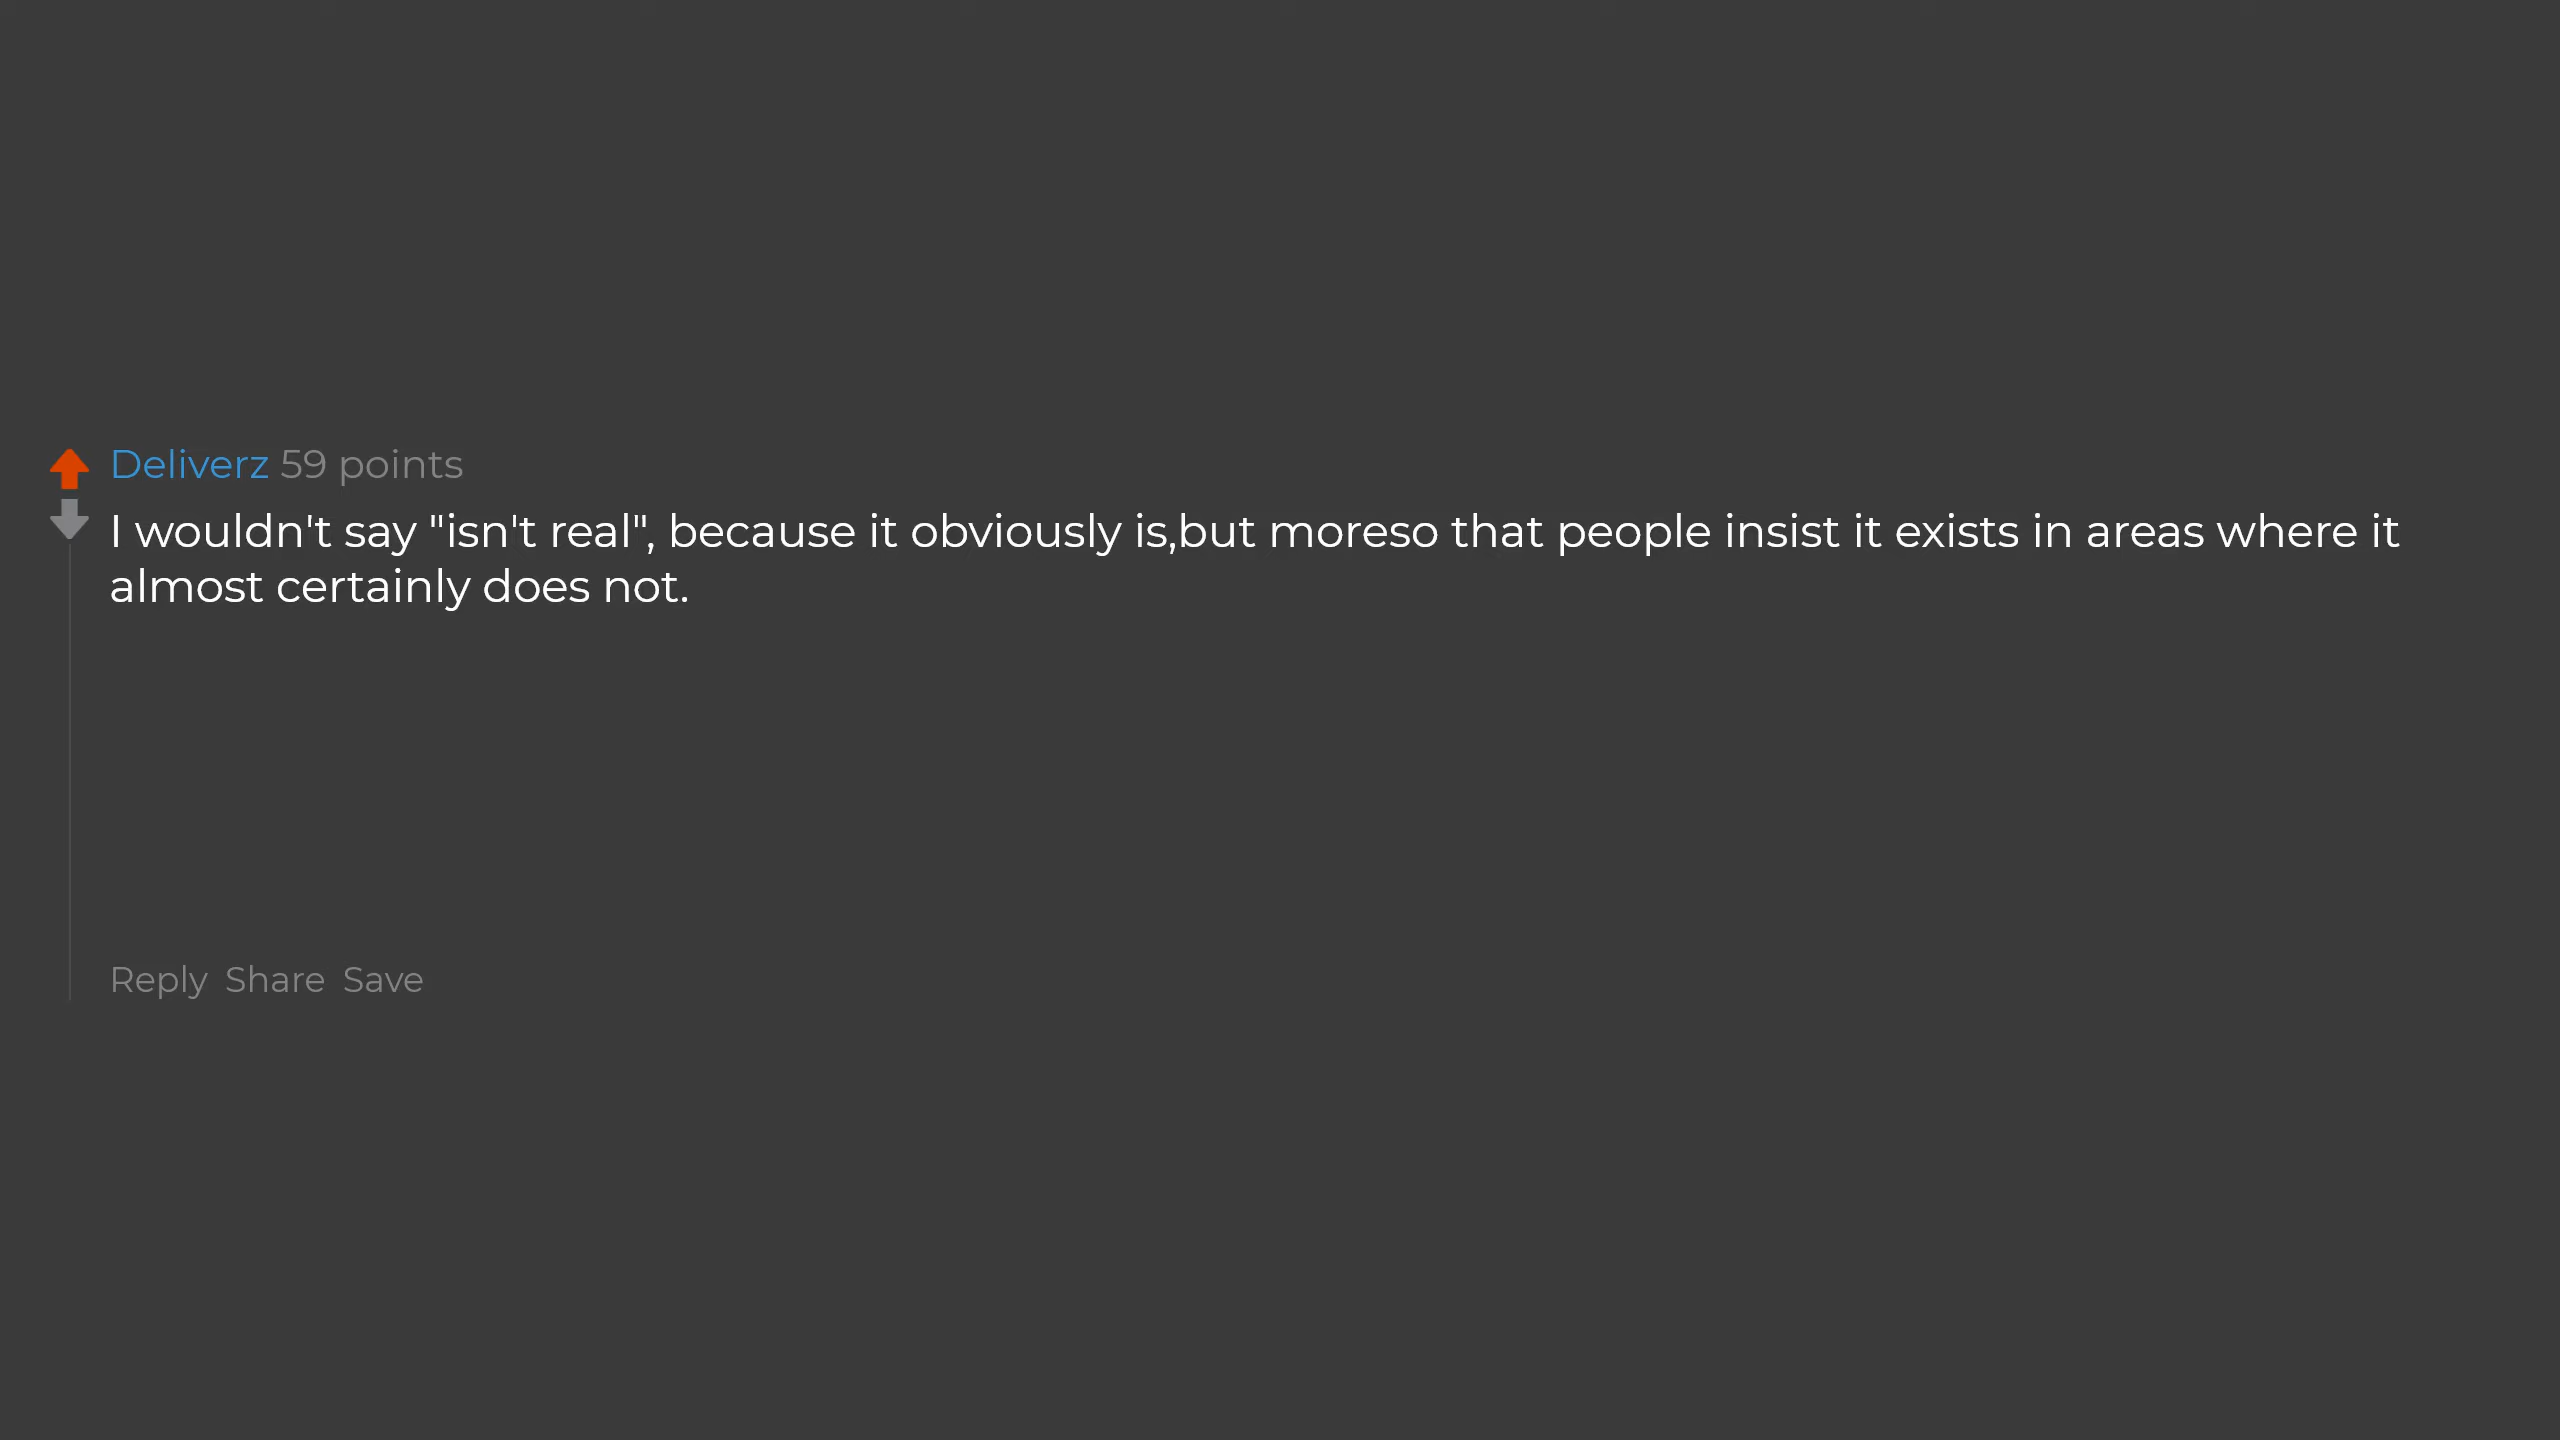 Deliverz 59 points
I wouldn't say "isn't real", because it obviously is,but moreso that people insist it exists in areas where it
almost certainly does not.
Reply Share Save